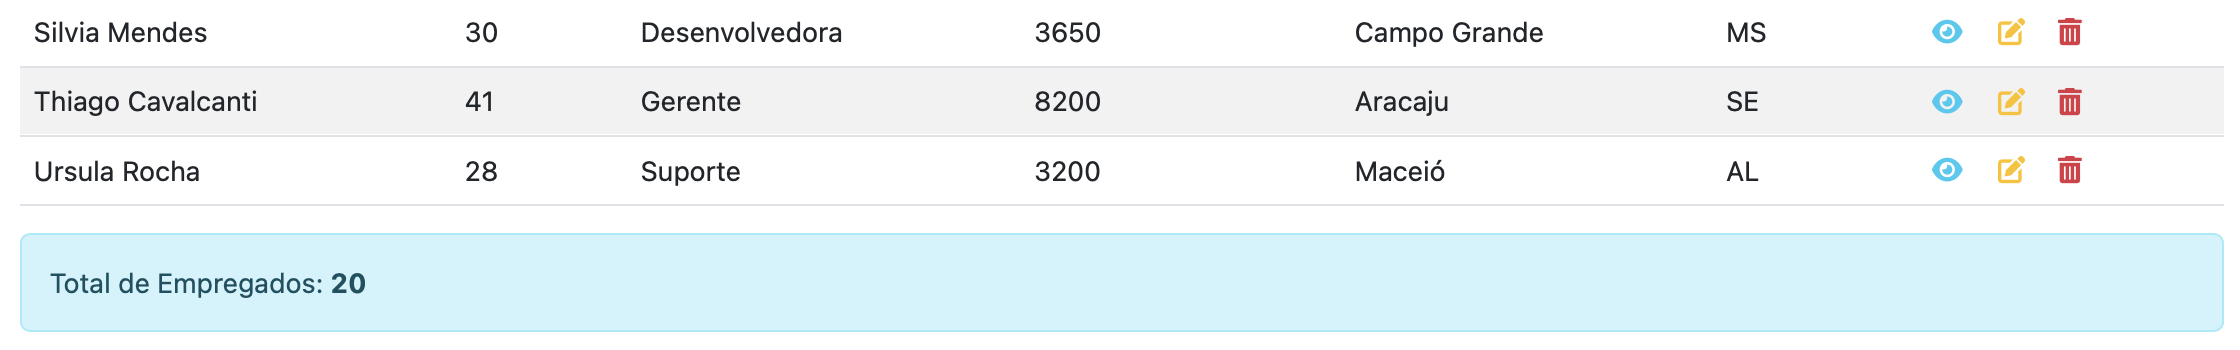 Silvia Mendes 30 Desenvolvedora 3650 Campo Grande MS
Thiago Cavalcanti 41 Gerente 8200 Aracaju SE
Ursula Rocha 28 Suporte 3200 Maceió AL
Total de Empregados: 20